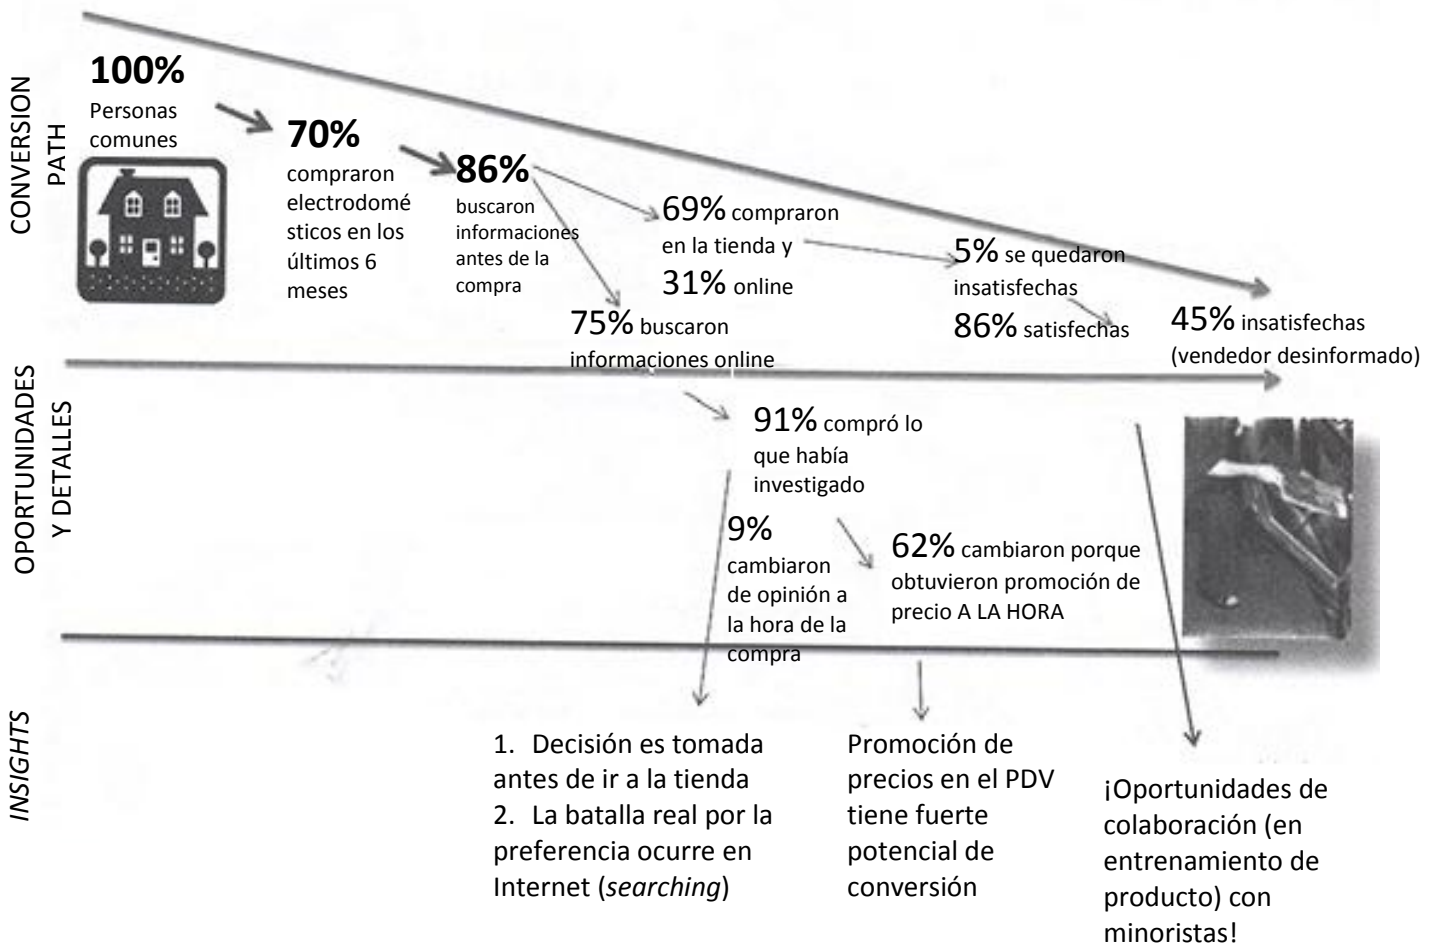 CONVERSION
PATH
100%
Personas
comunes
70%
compraron
electrodomé
sticos en los
últimos 6
meses
86%
buscaron
informaciones
antes de la
compra
69% compraron
en la tienda y
31% online
5% se quedaron
insatisfechas
86% satisfechas
45% insatisfechas
(vendedor desinformado)
75% buscaron
informaciones online
OPORTUNIDADES
Y DETALLES
91% compró lo
que había
investigado
9%
cambiaron
de opinión a
la hora de la
compra
62% cambiaron porque
obtuvieron promoción de
precio A LA HORA
INSIGHTS
1. Decisión es tomada
antes de ir a la tienda
2. La batalla real por la
preferencia ocurre en
Internet (searching)
Promoción de
precios en el PDV
tiene fuerte
potencial de
conversión
¡Oportunidades de
colaboración (en
entrenamiento de
producto) con
minoristas!